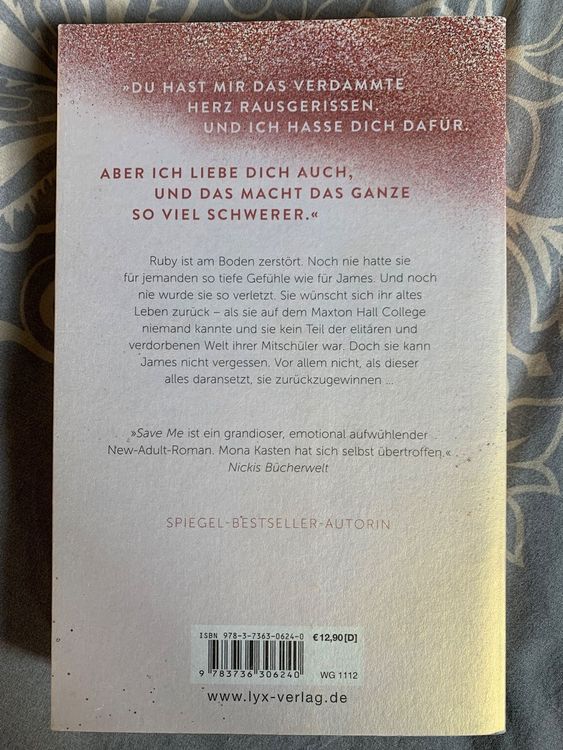 »DU HAST MIR DAS VERDAMMTE
HERZ RAUSGERISSEN.
UND ICH HASSE DICH DAFÜR.
ABER ICH LIEBE DICH AUCH,
UND DAS MACHT DAS GANZE
SO VIEL SCHWERER.«
Ruby ist am Boden zerstört. Noch nie hatte sie
für jemanden so tiefe Gefühle wie für James. Und noch
nie wurde sie so verletzt. Sie wünscht sich ihr altes
Leben zurück – als sie auf dem Maxton Hall College
niemand kannte und sie kein Teil der elitären und
verdorbenen Welt ihrer Mitschüler war. Doch sie kann
James nicht vergessen. Vor allem nicht, als dieser
alles daransetzt, sie zurückzugewinnen ...
»Save Me ist ein grandioser, emotional aufwühlender
New-Adult-Roman. Mona Kasten hat sich selbst übertroffen.«
Nickis Bücherwelt
SPIEGEL-BESTSELLER-AUTORIN
ISBN 978-3-7363-0624-0 € 12,90 [D]
9 783736 306240 WG 1112
www.lyx-verlag.de